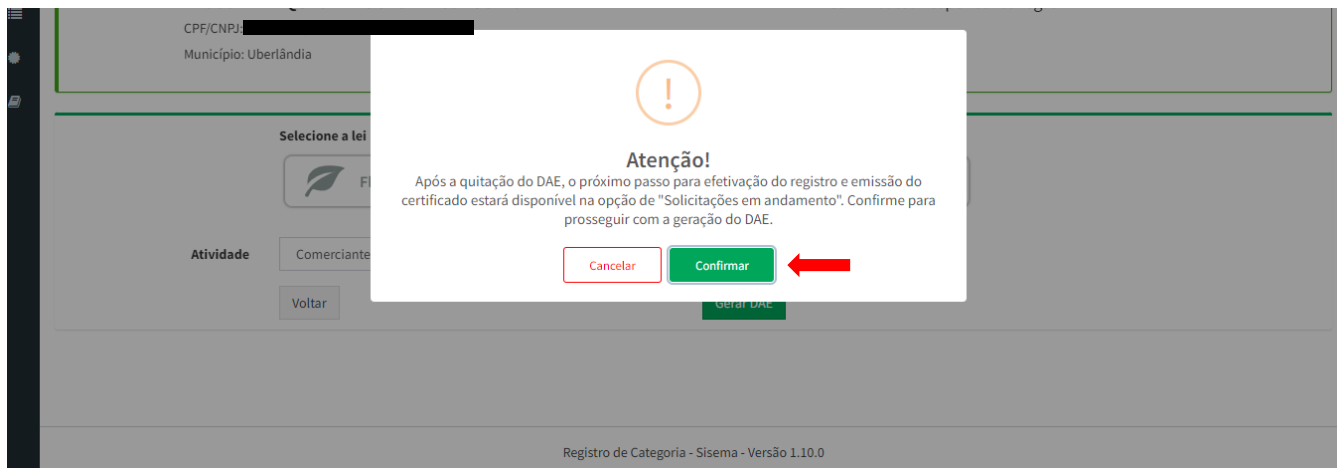 CPF/CNPJ:
Município: Uberlândia
!
Atenção!
Após a quitação do DAE, o próximo passo para efetivação do registro e emissão do
certificado estará disponível na opção de "Solicitações em andamento". Confirme para
prosseguir com a geração do DAE.
Cancelar
Confirmar
Selecione a lei
Atividade
Comerciante
Voltar
Gerar DAE
Registro de Categoria - Sisema - Versão 1.10.0